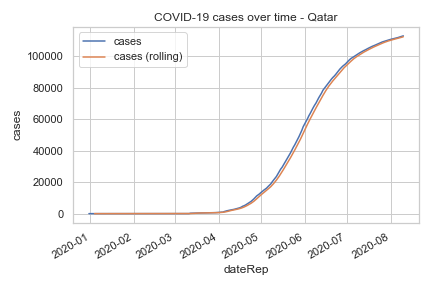 COVID-19 cases over time - Qatar
cases
cases (rolling)
100000
80000
60000
40000
20000
0
cases
2020-01
2020-02
2020-03
2020-04
2020-05
2020-06
2020-07
2020-08
dateRep